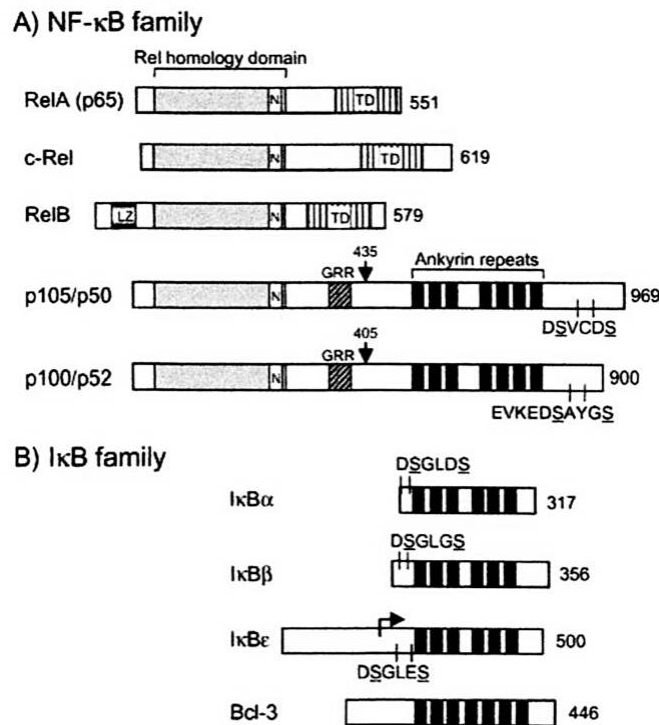 A) NF-κB family
Rel homology domain
RelA (p65) N TD 551
c-Rel N TD 619
RelB LZ N TD 579
435
GRR Ankyrin repeats
p105/p50 N 969
DSVCDS
405
GRR
p100/p52 N 900
EVKEDSAYGS
B) IκB family
DSGLDS
IκBα 317
DSGLGS
IκBβ 356
IκBε 500
DSGLES
Bcl-3 446